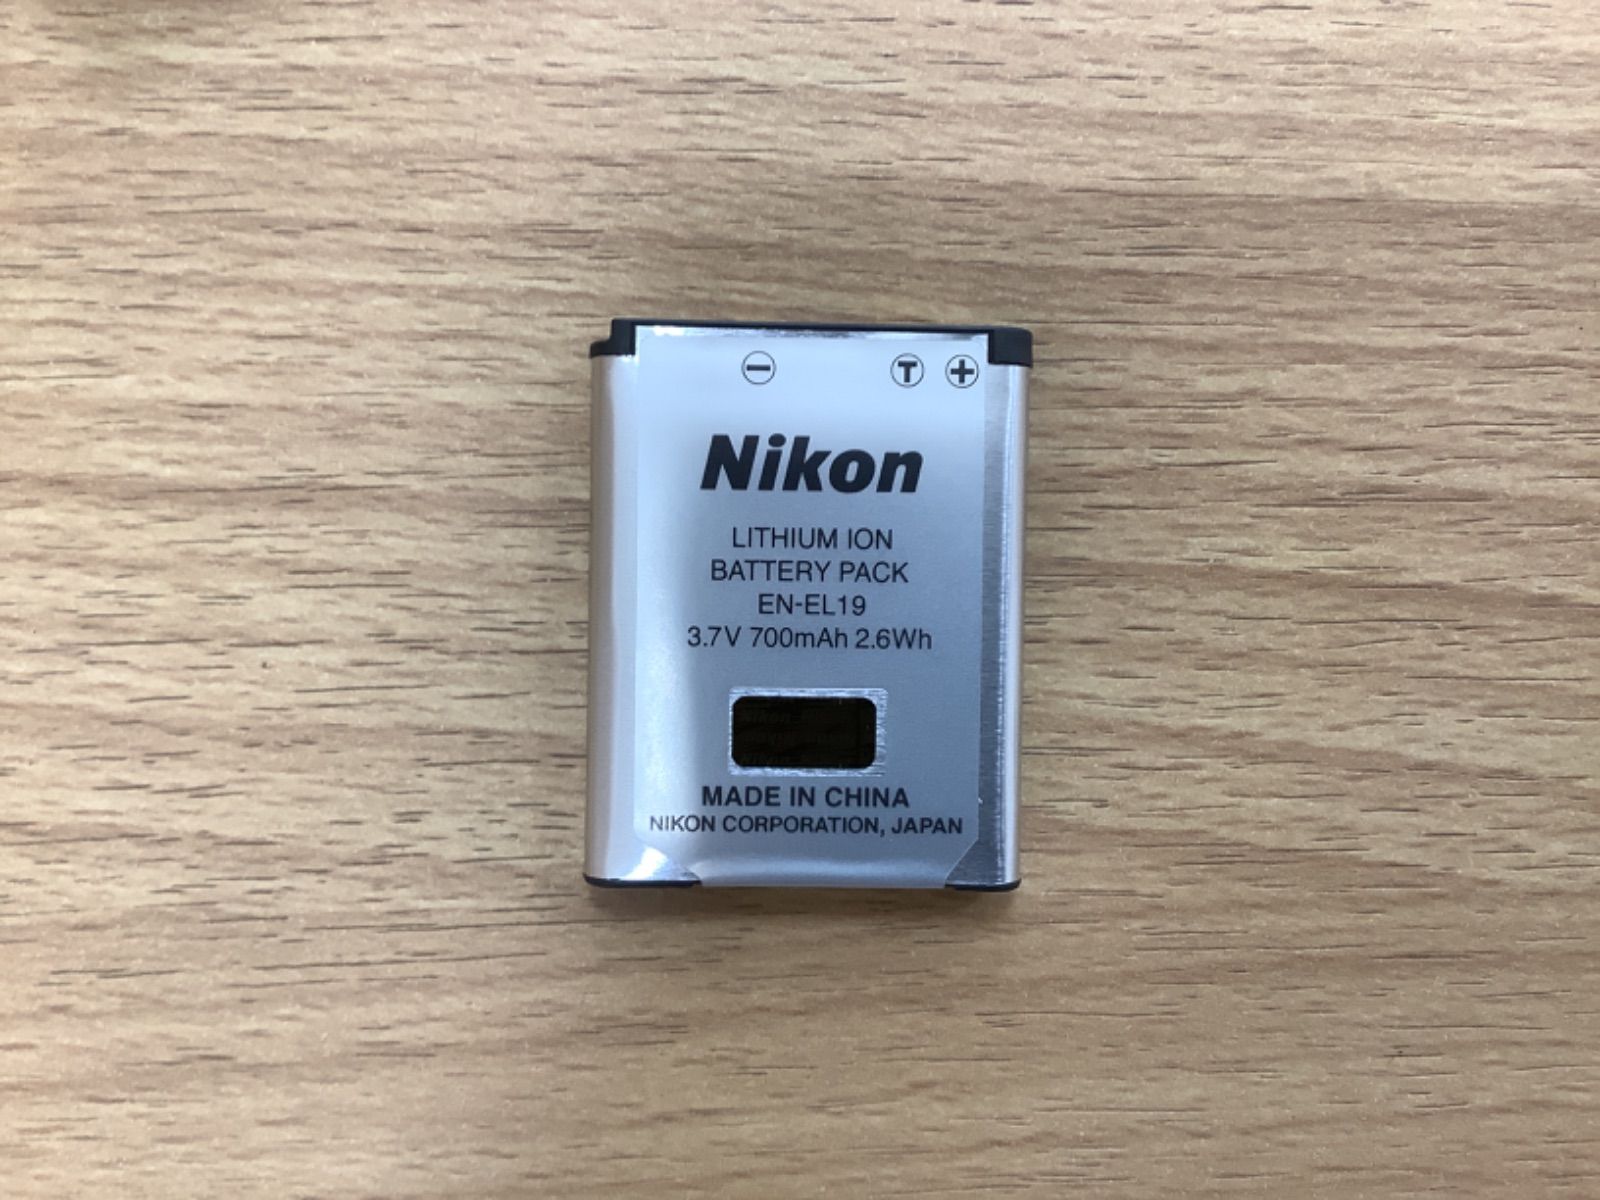 − T +
Nikon
LITHIUM ION
BATTERY PACK
EN-EL19
3.7V 700mAh 2.6Wh
MADE IN CHINA
NIKON CORPORATION, JAPAN